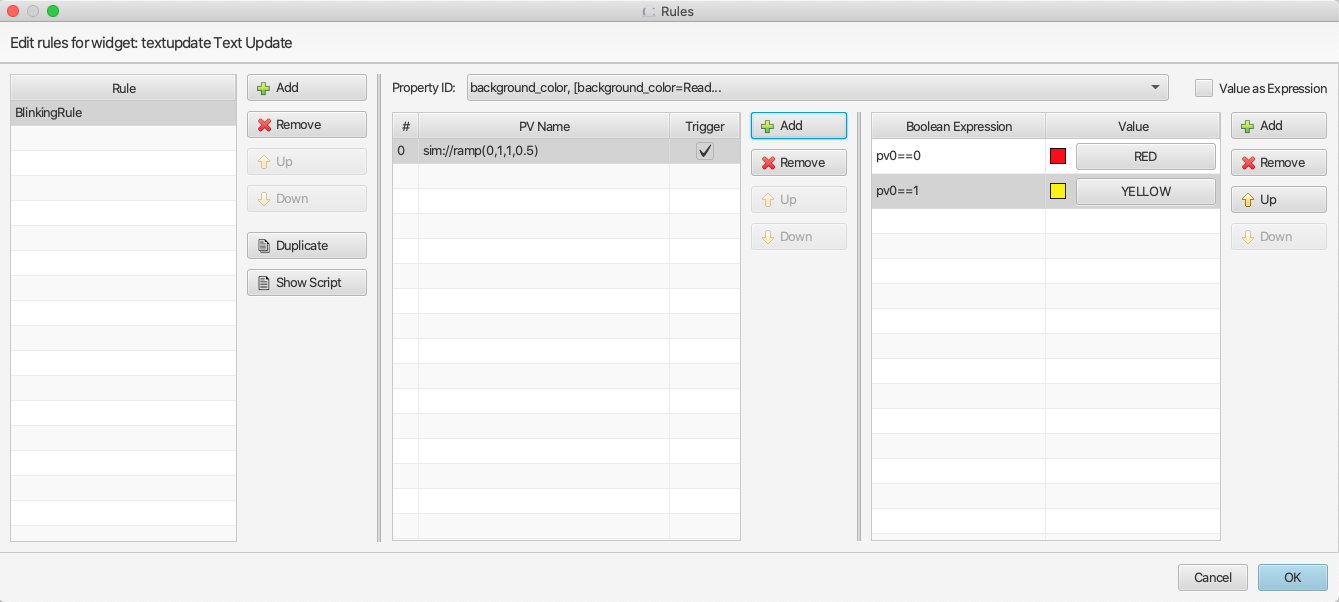 Rules
Edit rules for widget: textupdate Text Update
Rule
BlinkingRule
Add
Remove
Up
Down
Duplicate
Show Script
Property ID:
background_color, [background_color=Read...
Value as Expression
# PV Name Trigger
0 sim://ramp(0,1,1,0.5)
Add
Remove
Up
Down
Boolean Expression Value
pv0==0 RED
pv0==1 YELLOW
Add
Remove
Up
Down
Cancel
OK